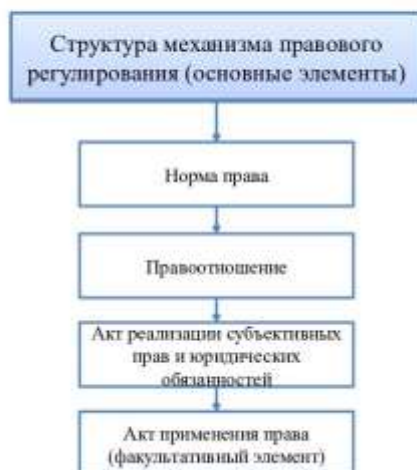 Структура механизма правового
регулирования (основные элементы)
Норма права
Правоотношение
Акт реализации субъективных
прав и юридических
обязанностей
Акт применения права
(факультативный элемент)